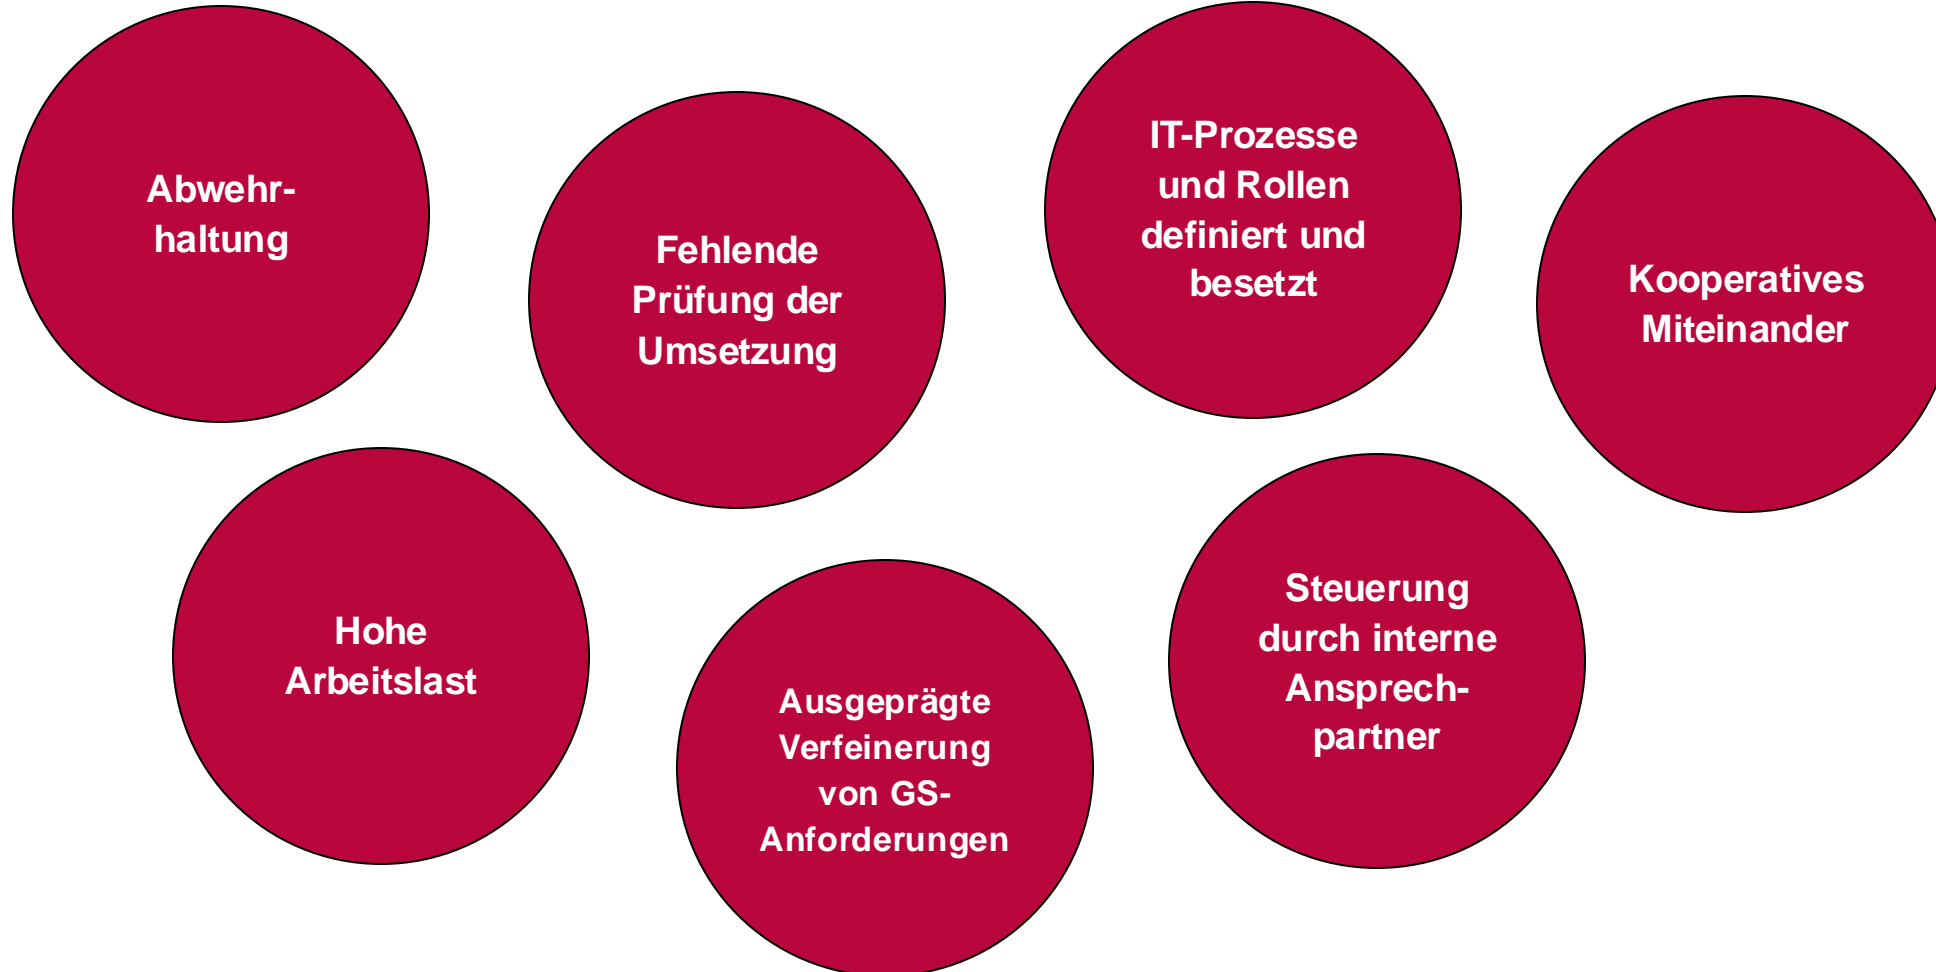 Abwehr-
haltung
Fehlende
Prüfung der
Umsetzung
IT-Prozesse
und Rollen
definiert und
besetzt
Kooperatives
Miteinander
Hohe
Arbeitslast
Ausgeprägte
Verfeinerung
von GS-
Anforderungen
Steuerung
durch interne
Ansprech-
partner